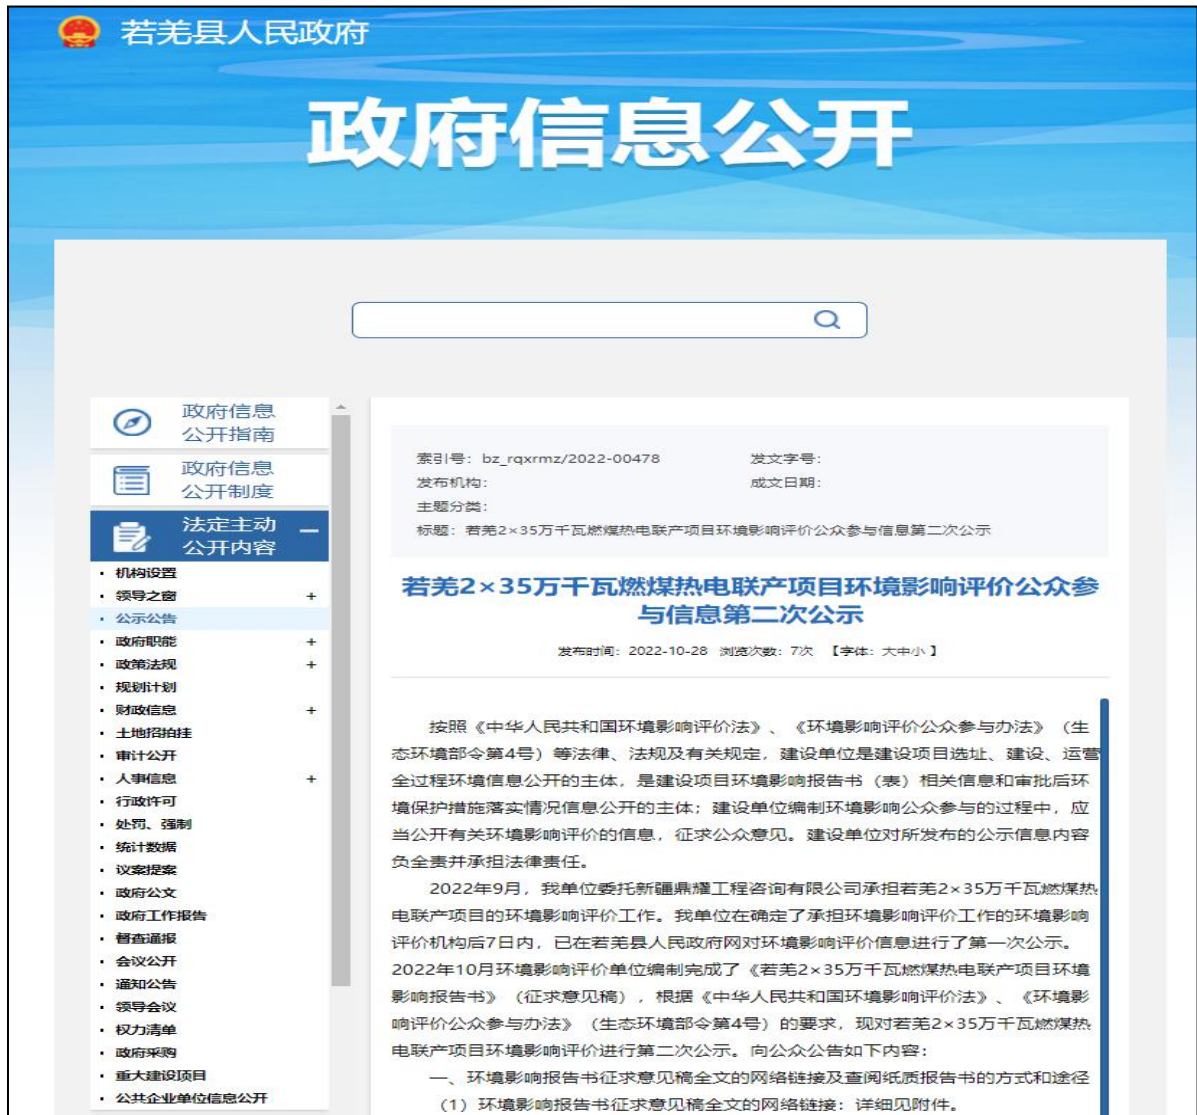 若羌县人民政府
政府信息公开
政府信息
公开指南
政府信息
公开制度
法定主动
公开内容
· 机构设置
· 领导之窗 +
· 公示公告
· 政府职能 +
· 政策法规 +
· 规划计划
· 财政信息 +
· 土地招拍挂
· 审计公开
· 人事信息 +
· 行政许可
· 处罚、强制
· 统计数据
· 议案提案
· 政府公文
· 政府工作报告
· 督查通报
· 会议公开
· 通知公告
· 领导会议
· 权力清单
· 政府采购
· 重大建设项目
· 公共企业单位信息公开
索引号：bz_rqxrmz/2022-00478 发文字号：
发布机构： 成文日期：
主题分类：
标题：若羌2×35万千瓦燃煤热电联产项目环境影响评价公众参与信息第二次公示
若羌2×35万千瓦燃煤热电联产项目环境影响评价公众参
与信息第二次公示
发布时间：2022-10-28 浏览次数：7次 【字体：大中小】
按照《中华人民共和国环境影响评价法》、《环境影响评价公众参与办法》（生
态环境部令第4号）等法律、法规及有关规定，建设单位是建设项目选址、建设、运营
全过程环境信息公开的主体，是建设项目环境影响报告书（表）相关信息和审批后环
境保护措施落实情况信息公开的主体；建设单位编制环境影响公众参与的过程中，应
当公开有关环境影响评价的信息，征求公众意见。建设单位对所发布的公示信息内容
负全责并承担法律责任。
2022年9月，我单位委托新疆鼎耀工程咨询有限公司承担若羌2×35万千瓦燃煤热
电联产项目的环境影响评价工作。我单位在确定了承担环境影响评价工作的环境影响
评价机构后7日内，已在若羌县人民政府网对环境影响评价信息进行了第一次公示。
2022年10月环境影响评价单位编制完成了《若羌2×35万千瓦燃煤热电联产项目环境
影响报告书》（征求意见稿），根据《中华人民共和国环境影响评价法》、《环境影
响评价公众参与办法》（生态环境部令第4号）的要求，现对若羌2×35万千瓦燃煤热
电联产项目环境影响评价进行第二次公示。向公众公告如下内容：
一、环境影响报告书征求意见稿全文的网络链接及查阅纸质报告书的方式和途径
（1）环境影响报告书征求意见稿全文的网络链接：详细见附件。